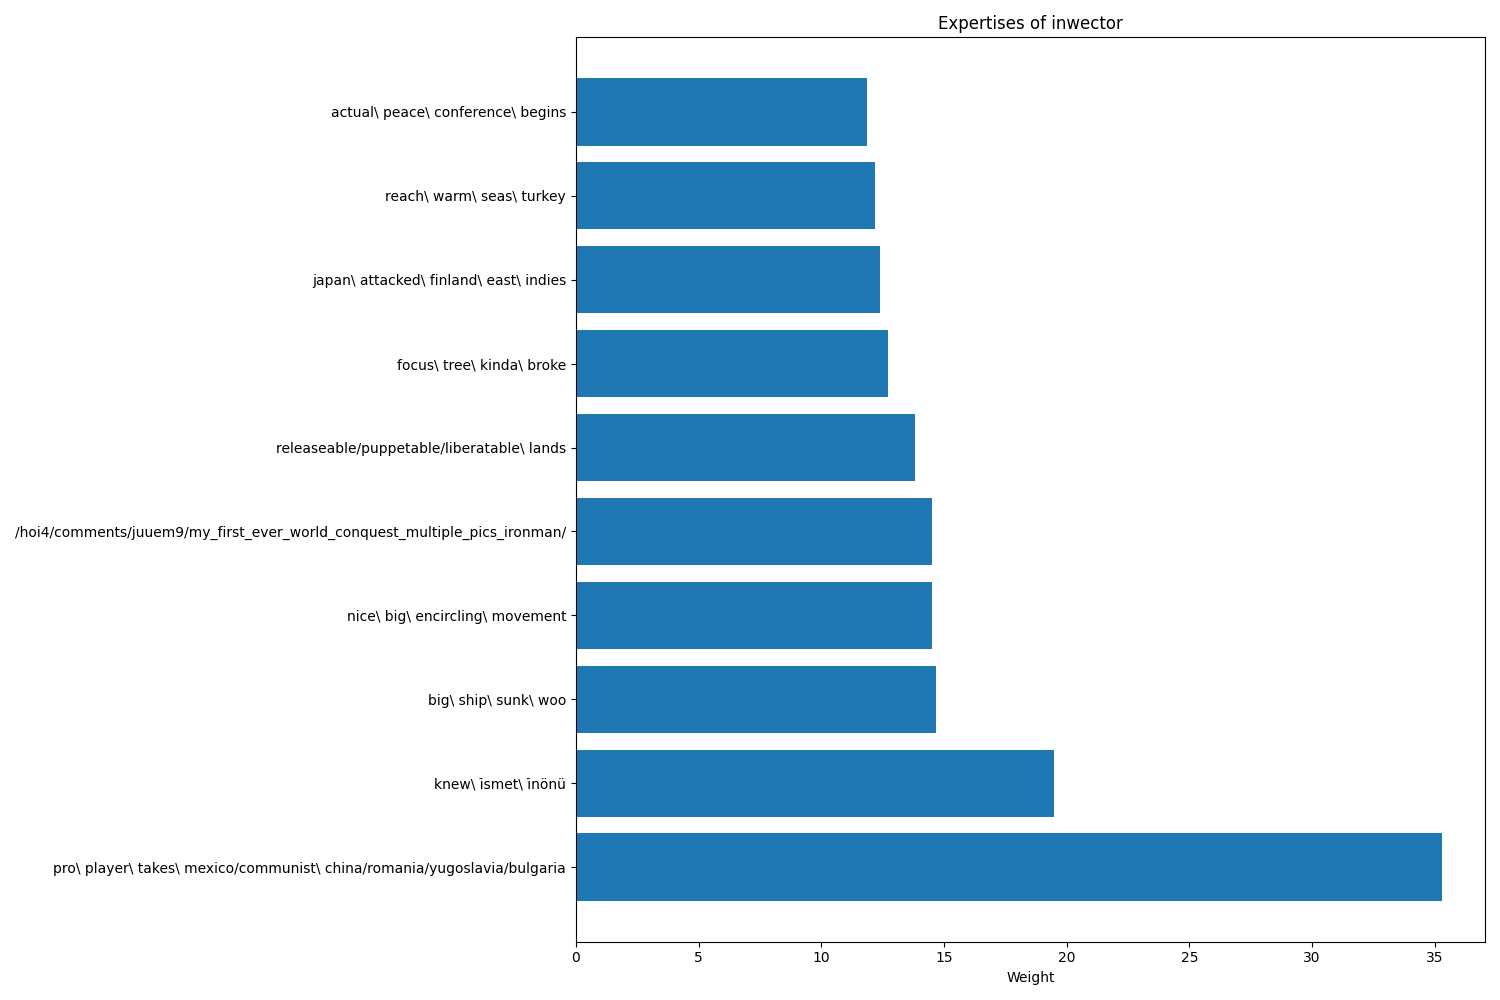 Expertises of inwector
actual\ peace\ conference\ begins
reach\ warm\ seas\ turkey
japan\ attacked\ finland\ east\ indies
focus\ tree\ kinda\ broke
releaseable/puppetable/liberatable\ lands
/hoi4/comments/juuem9/my_first_ever_world_conquest_multiple_pics_ironman/
nice\ big\ encircling\ movement
big\ ship\ sunk\ woo
knew\ i̇smet\ i̇nönü
pro\ player\ takes\ mexico/communist\ china/romania/yugoslavia/bulgaria
0 5 10 15 20 25 30 35
Weight